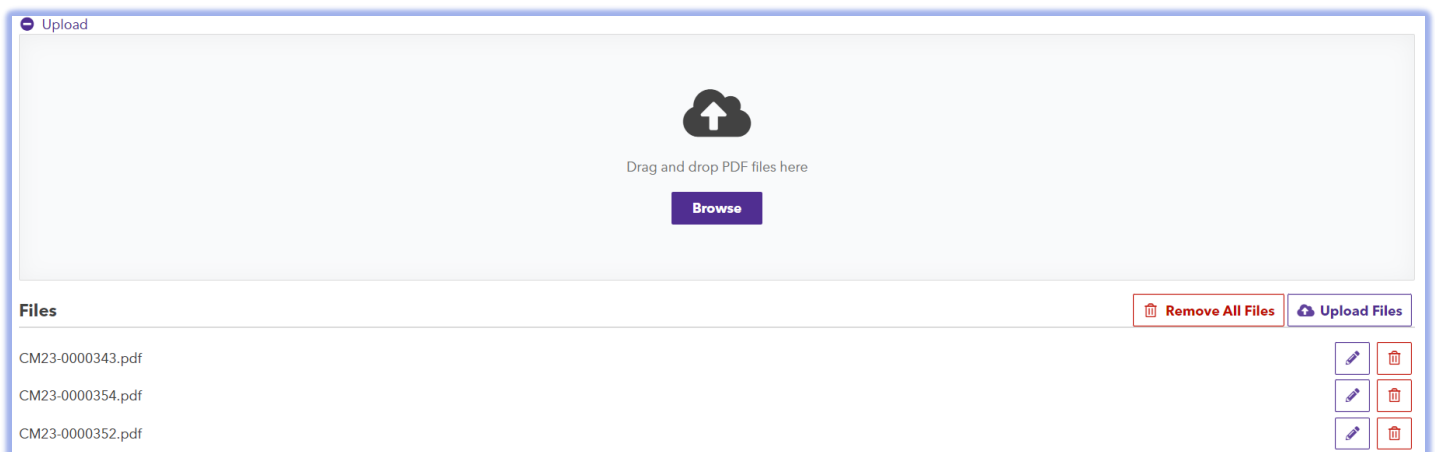 Upload
Drag and drop PDF files here
Browse
Files
Remove All Files
Upload Files
CM23-0000343.pdf
CM23-0000354.pdf
CM23-0000352.pdf